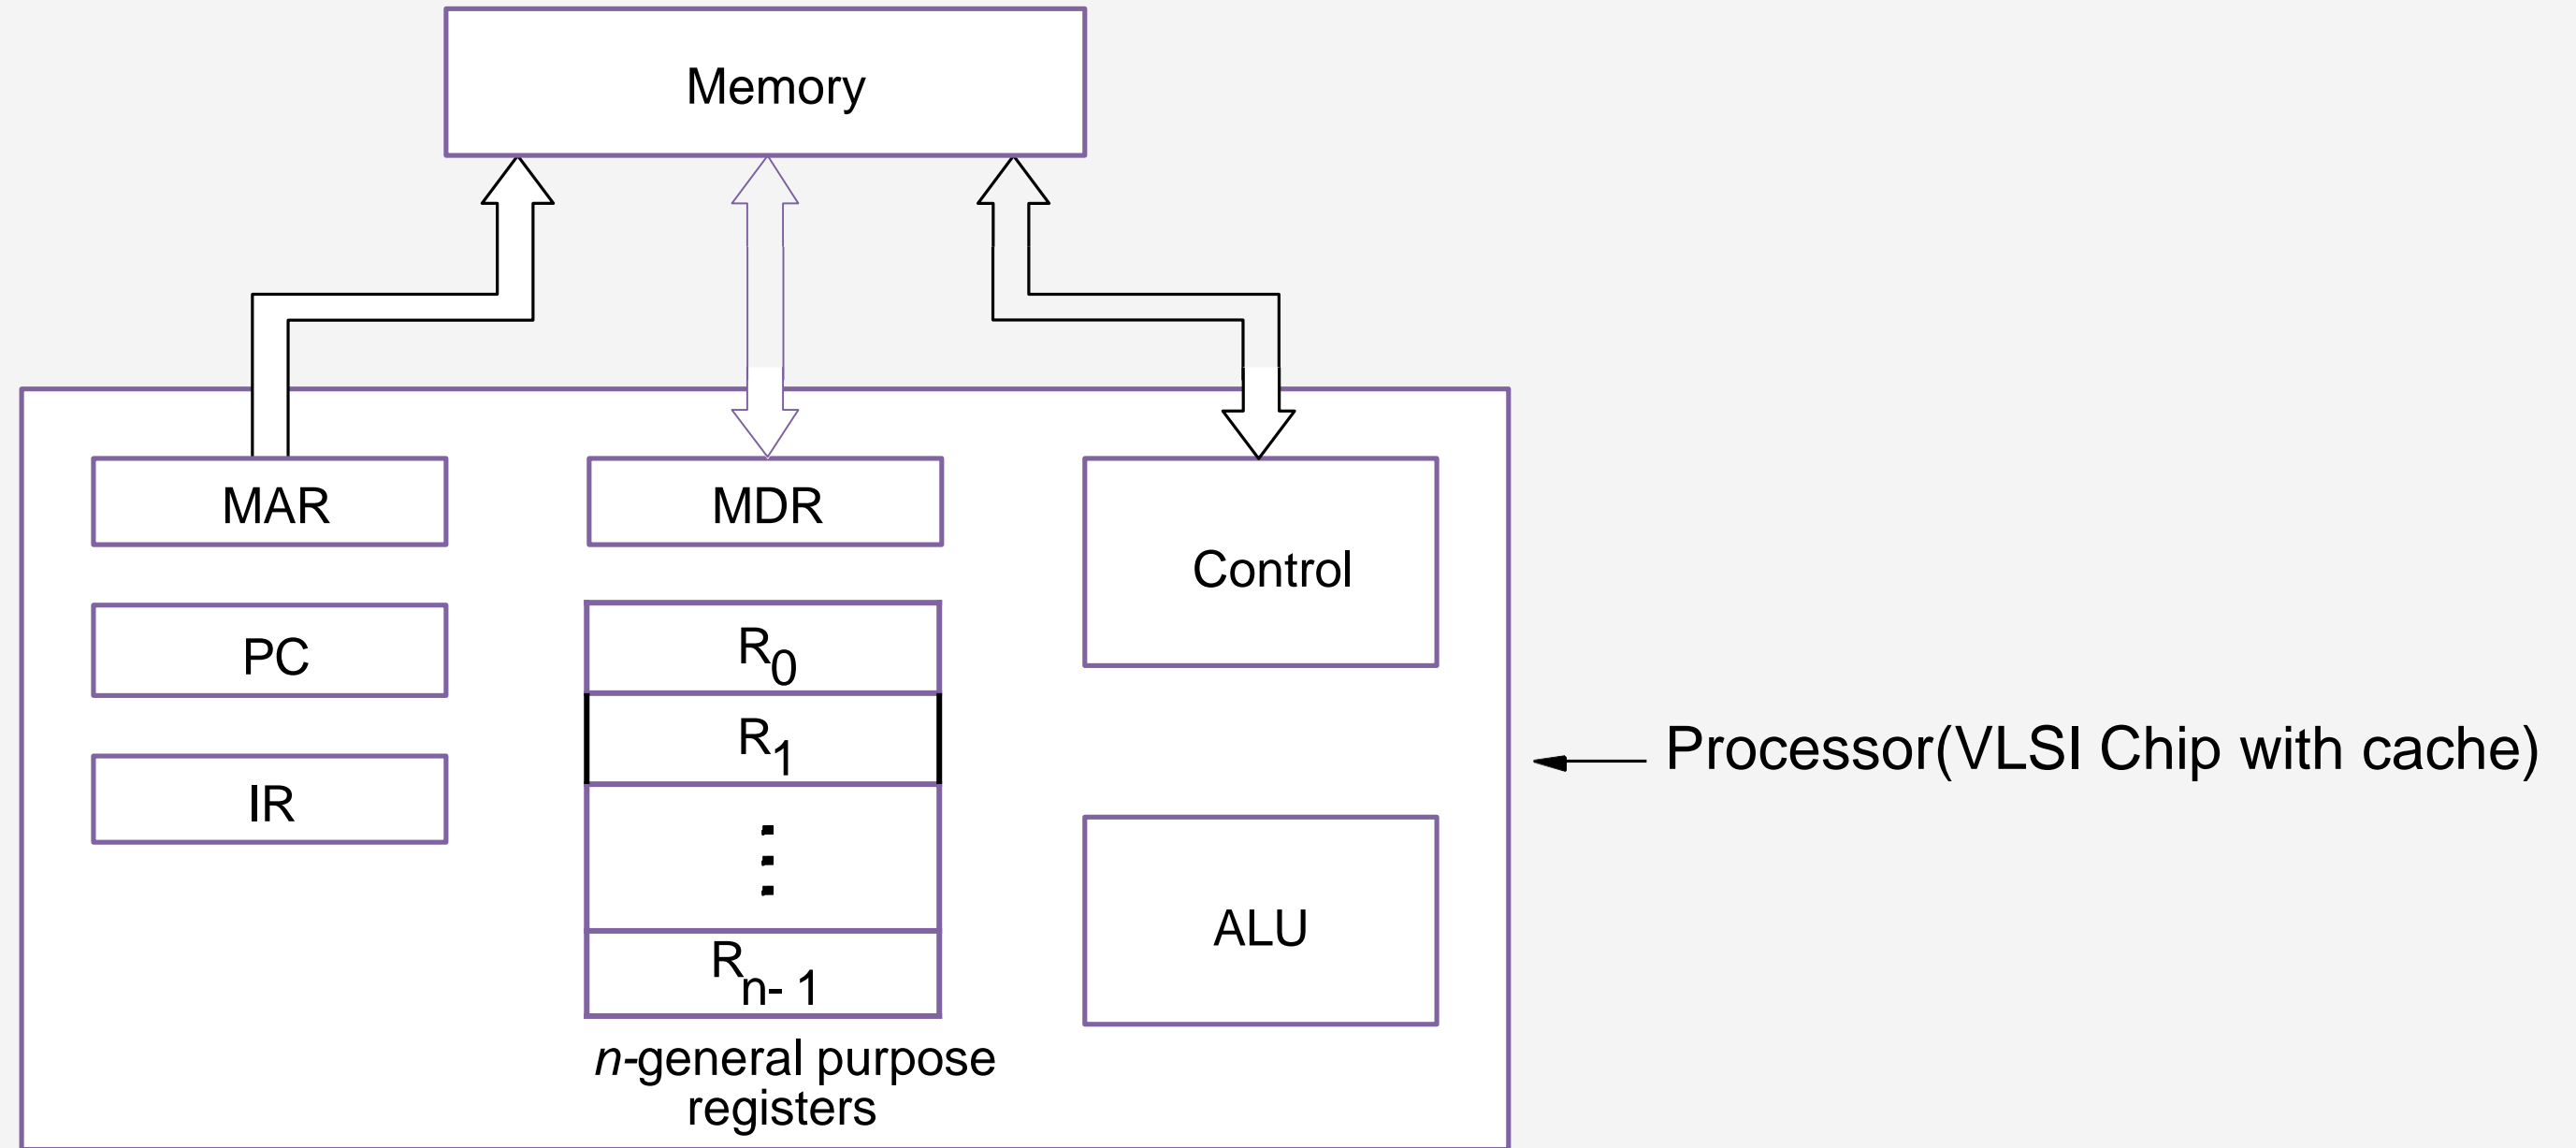 Memory
MAR
MDR
Control
PC
R0
R1
IR
Processor(VLSI Chip with cache)
⋮
ALU
Rn- 1
n-general purpose
registers